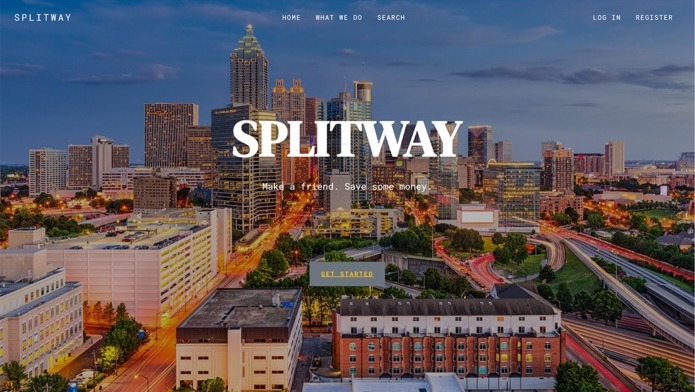 SPLITWAY
HOME WHAT WE DO SEARCH
LOG IN REGISTER
SPLITWAY
Make a friend. Save some money.
GET STARTED